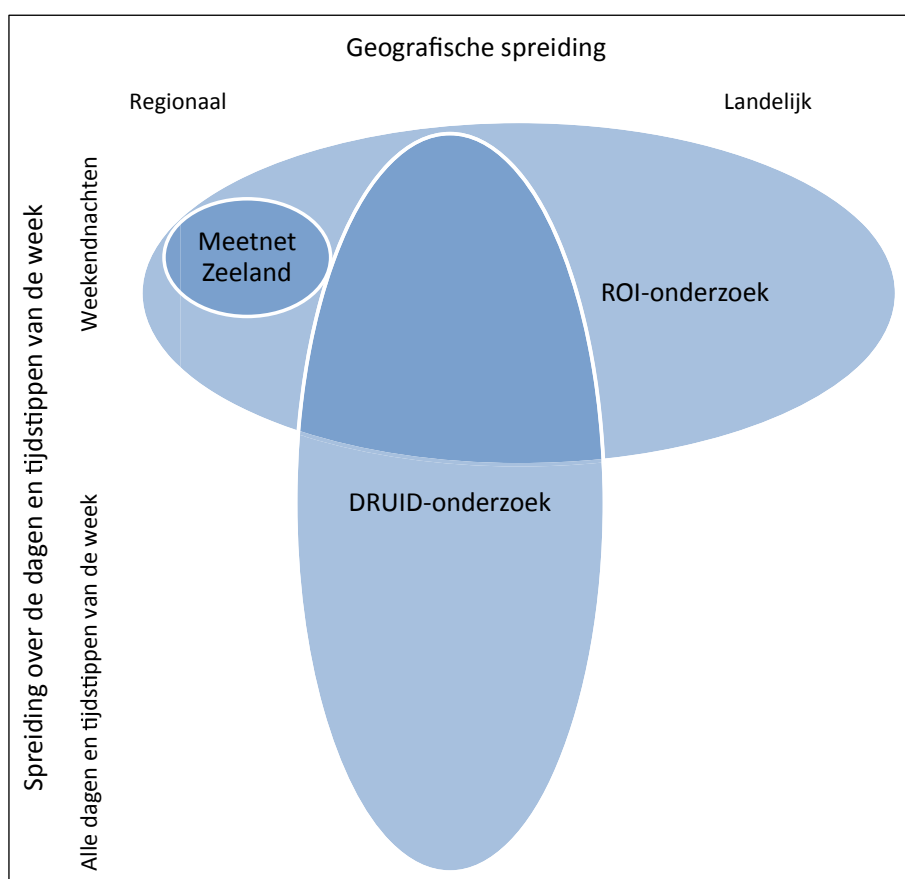 Geografische spreiding
Regionaal
Landelijk
Spreiding over de dagen en tijdstippen van de week
Weekendnachten
Alle dagen en tijdstippen van de week
Meetnet
Zeeland
ROI-onderzoek
DRUID-onderzoek